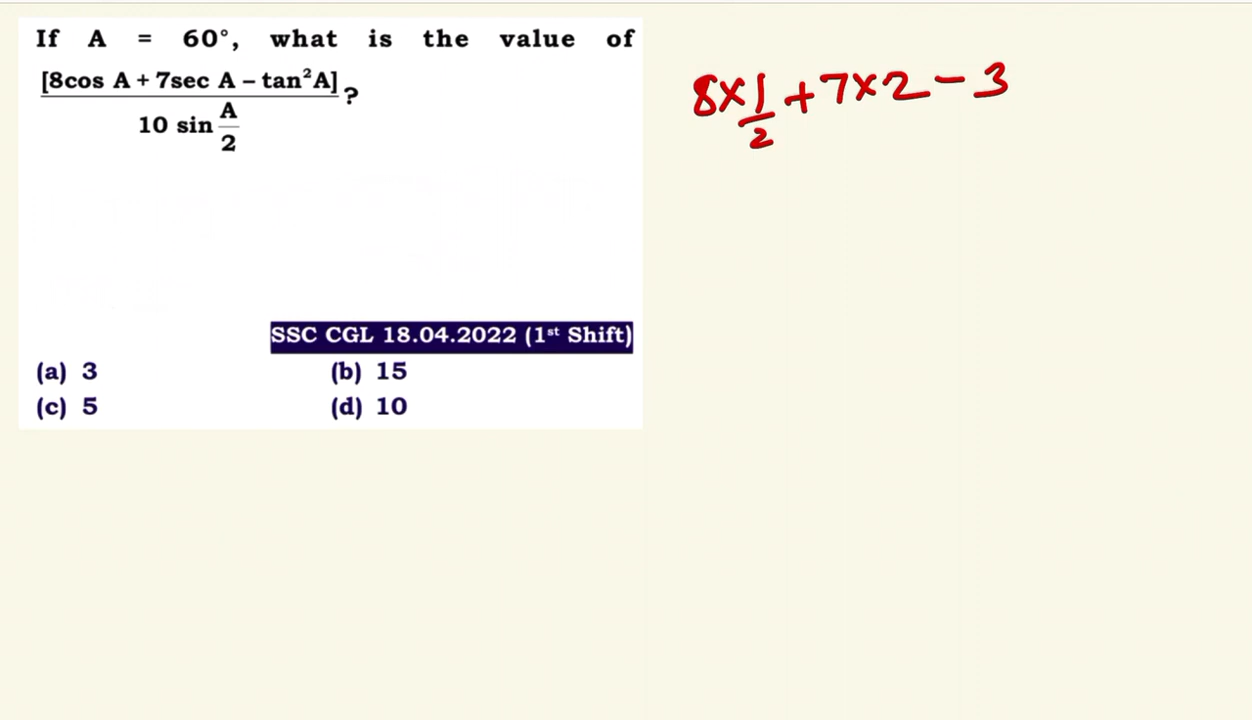 If A = 60°, what is the value of
[8cos A + 7sec A – tan²A]
10 sin A/2 ?
SSC CGL 18.04.2022 (1st Shift)
(a) 3 (b) 15
(c) 5 (d) 10
8×1/2 +7×2 – 3